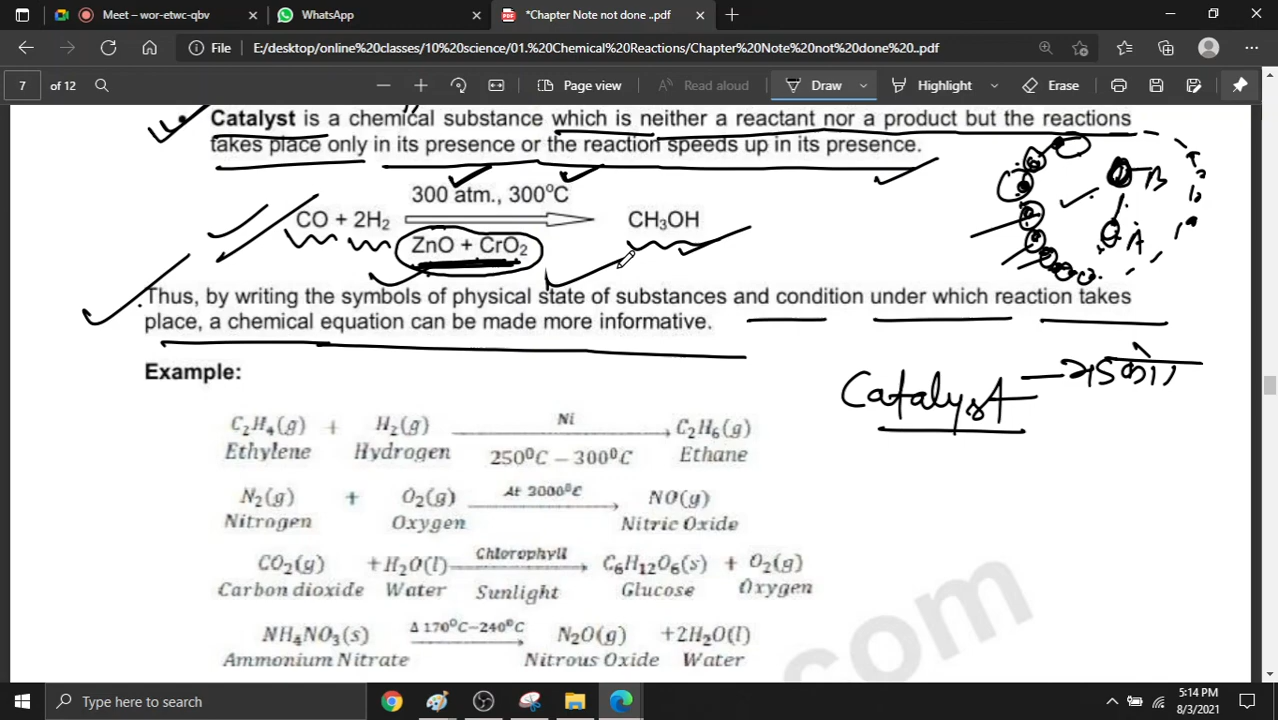 Meet – wor-etwc-qbv
WhatsApp
*Chapter Note not done ..pdf
File E:/desktop/online%20classes/10%20science/01.%20Chemical%20Reactions/Chapter%20Note%20not%20done%20..pdf
7 of 12 Page view Read aloud Draw Highlight Erase
Catalyst is a chemical substance which is neither a reactant nor a product but the reactions
takes place only in its presence or the reaction speeds up in its presence.
300 atm., 300°C
CO + 2H₂ CH₃OH
ZnO + CrO₂
B
A
Thus, by writing the symbols of physical state of substances and condition under which reaction takes
place, a chemical equation can be made more informative.
Example:
Catalyst
C₂H₄(g) + H₂(g) Ni C₂H₆(g)
Ethylene Hydrogen 250⁰C – 300⁰C Ethane
N₂(g) + O₂(g) At 3000⁰C NO(g)
Nitrogen Oxygen Nitric Oxide
CO₂(g) +H₂O(l) Chlorophyll C₆H₁₂O₆(s) + O₂(g)
Carbon dioxide Water Sunlight Glucose Oxygen
NH₄NO₃(s) Δ 170⁰C–240⁰C N₂O(g) +2H₂O(l)
Ammonium Nitrate Nitrous Oxide Water
com
Type here to search
5:14 PM
8/3/2021